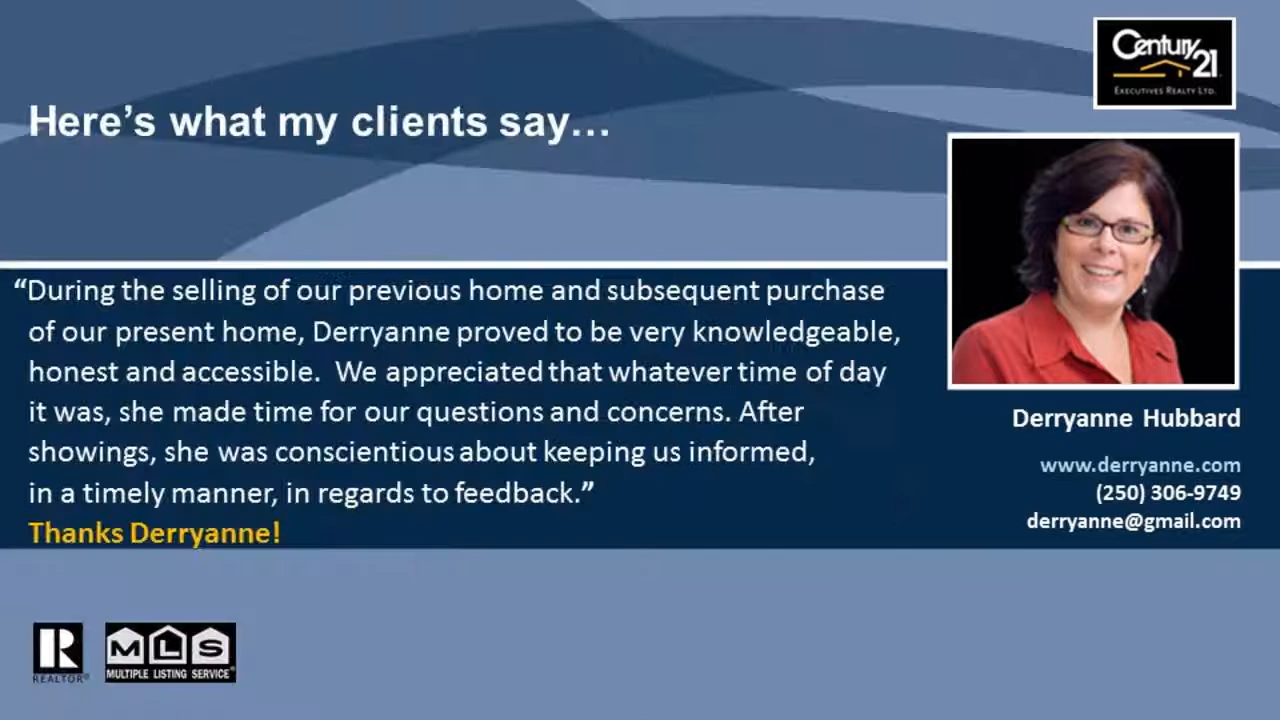 Century 21
EXECUTIVES REALTY LTD.
Here's what my clients say…
“During the selling of our previous home and subsequent purchase
of our present home, Derryanne proved to be very knowledgeable,
honest and accessible.  We appreciated that whatever time of day
it was, she made time for our questions and concerns. After
showings, she was conscientious about keeping us informed,
in a timely manner, in regards to feedback.”
Thanks Derryanne!
Derryanne Hubbard
www.derryanne.com
(250) 306-9749
derryanne@gmail.com
R
REALTOR®
MLS
MULTIPLE LISTING SERVICE®